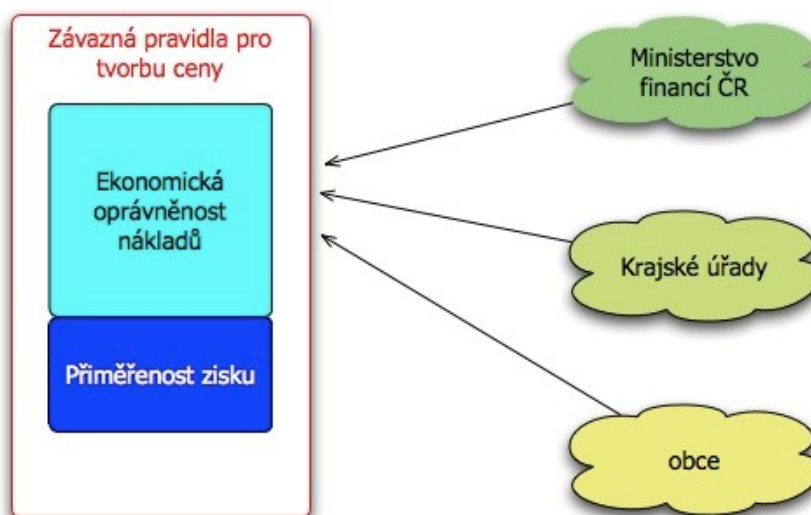 Závazná pravidla pro
tvorbu ceny
Ekonomická
oprávněnost
nákladů
Přiměřenost zisku
Ministerstvo
financí ČR
Krajské úřady
obce